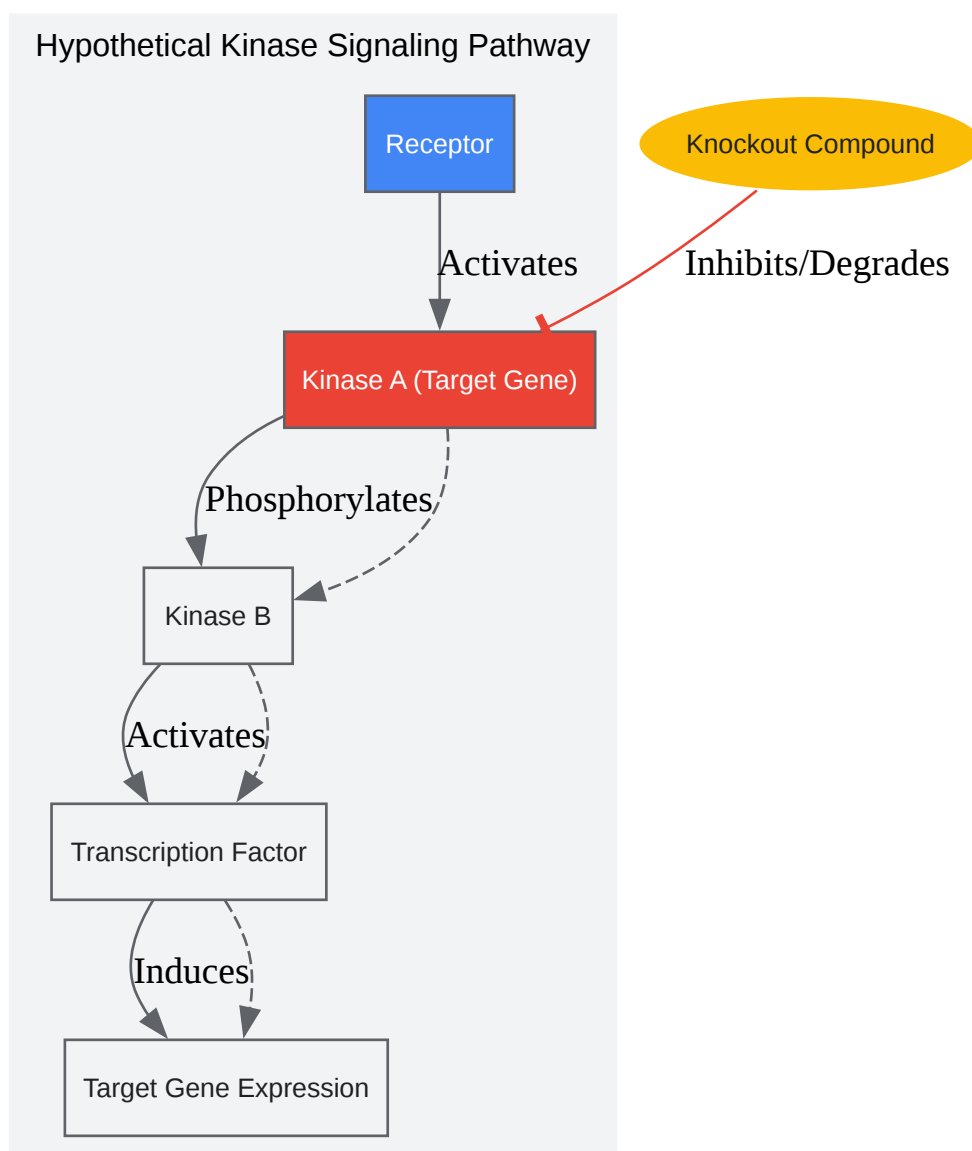 Hypothetical Kinase Signaling Pathway
Receptor
Knockout Compound
Activates
Inhibits/Degrades
Kinase A (Target Gene)
Phosphorylates
Kinase B
Activates
Transcription Factor
Induces
Target Gene Expression